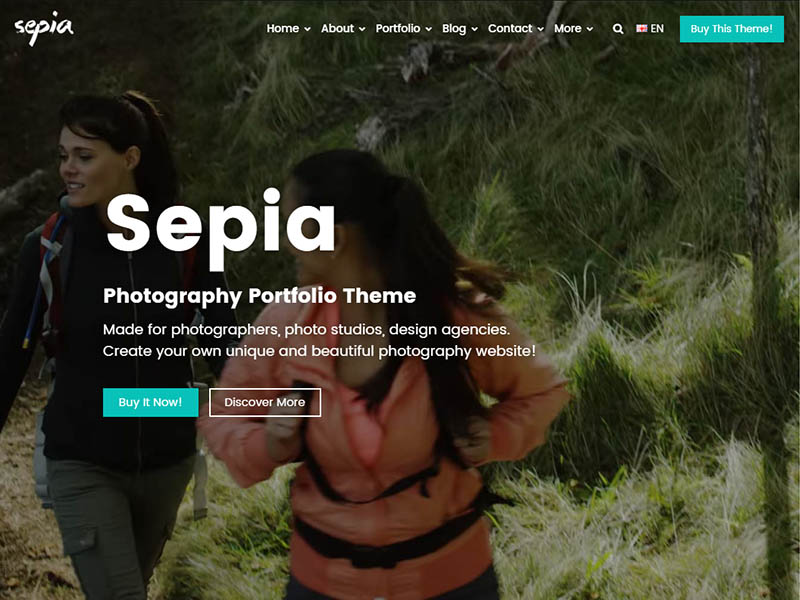 sepia
Home About Portfolio Blog Contact More EN Buy This Theme!
Sepia
Photography Portfolio Theme
Made for photographers, photo studios, design agencies.
Create your own unique and beautiful photography website!
Buy It Now! Discover More